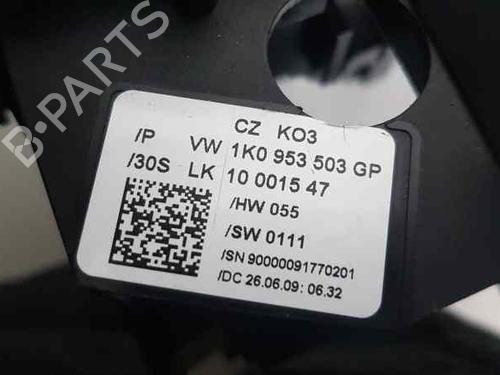 B-PARTS
CZ KO3
/P VW 1K0 953 503 GP
/30S LK 10 0015 47
/HW 055
/SW 0111
/SN 90000091770201
/DC 26.06.09: 06.32